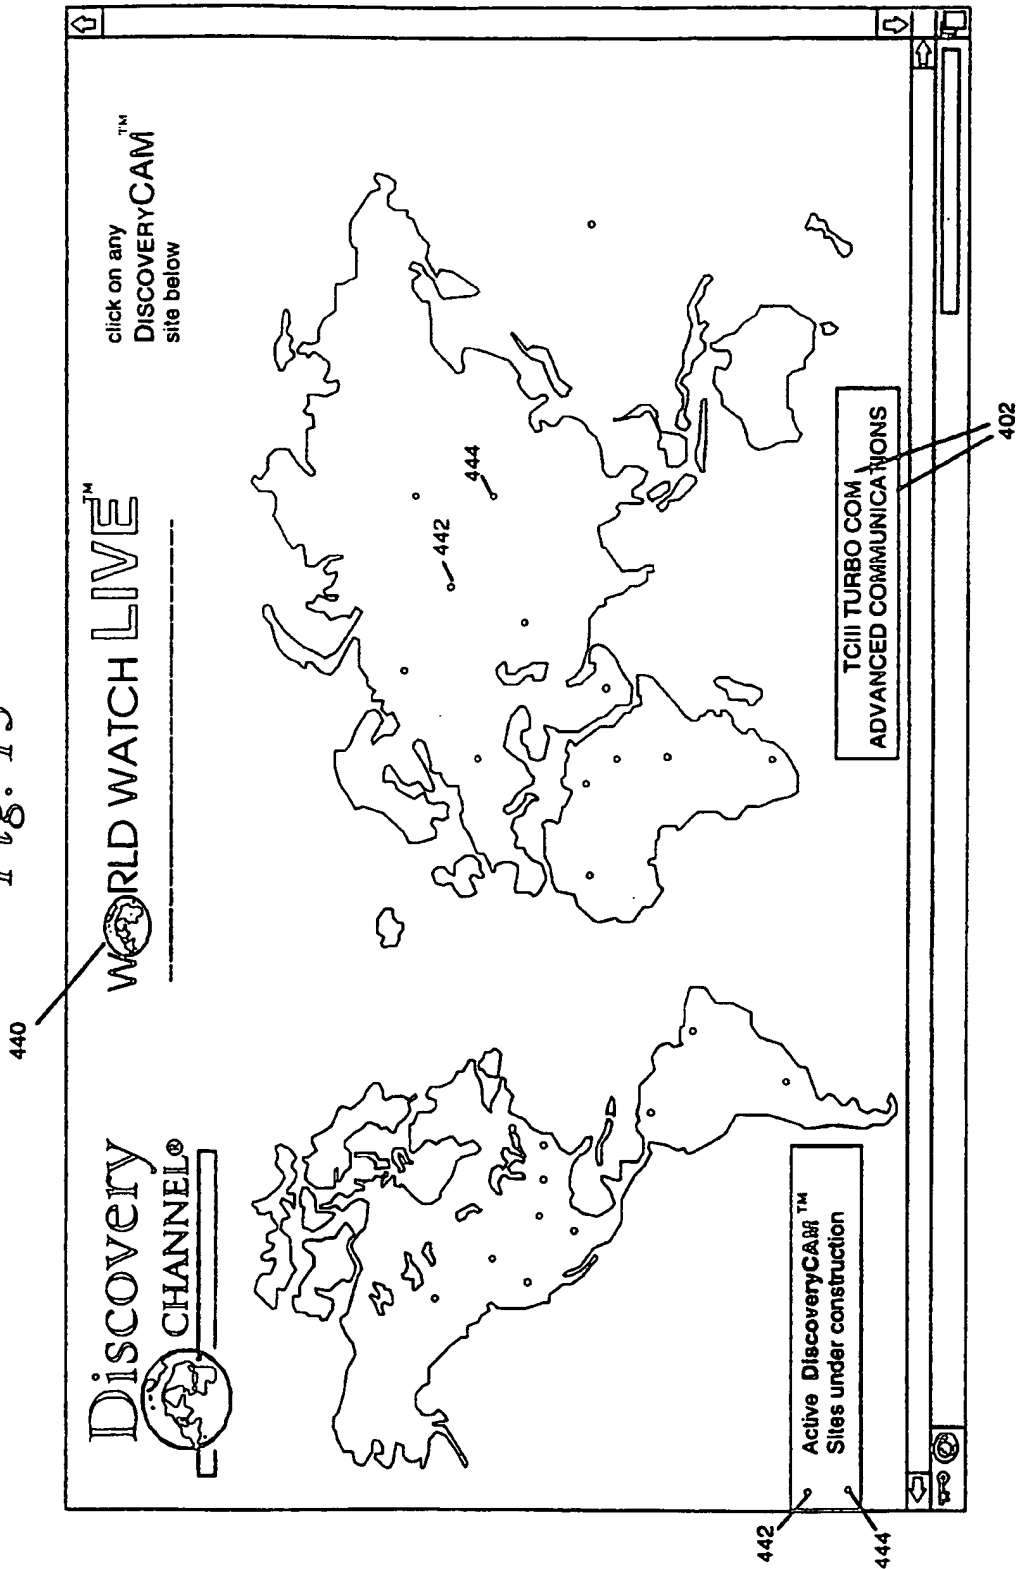 440
Discovery
CHANNEL®
WORLD WATCH LIVE™
click on any
DISCOVERYCAM™
site below
442
444
442
444
Active DiscoveryCAM™
Sites under construction
TCIII TURBO COM
ADVANCED COMMUNICATIONS
402